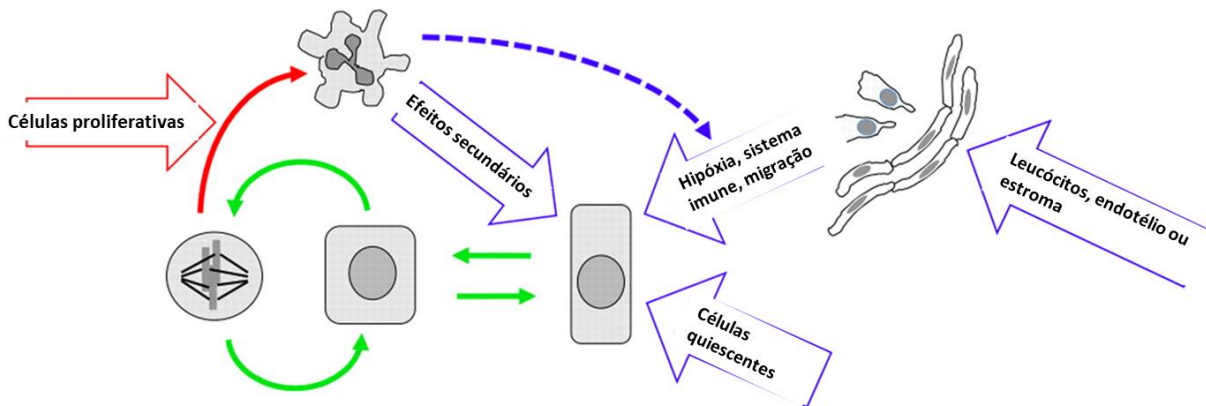 Células proliferativas
Efeitos secundários
Hipóxia, sistema
imune, migração
Leucócitos, endotélio ou
estroma
Células
quiescentes